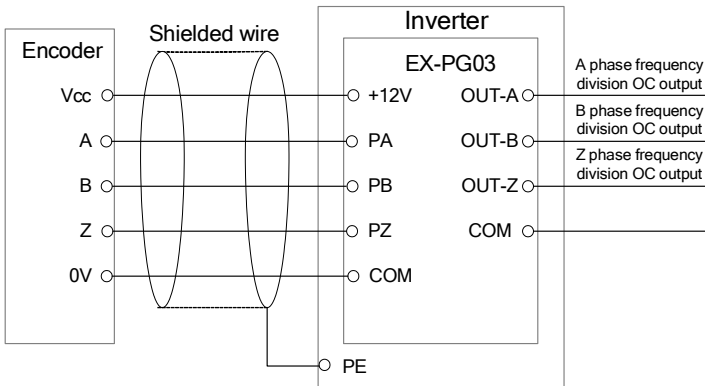 Inverter
Shielded wire
Encoder
EX-PG03
Vcc
+12V
OUT-A
A phase frequency
division OC output
A
PA
OUT-B
B phase frequency
division OC output
B
PB
OUT-Z
Z phase frequency
division OC output
Z
PZ
COM
0V
COM
PE